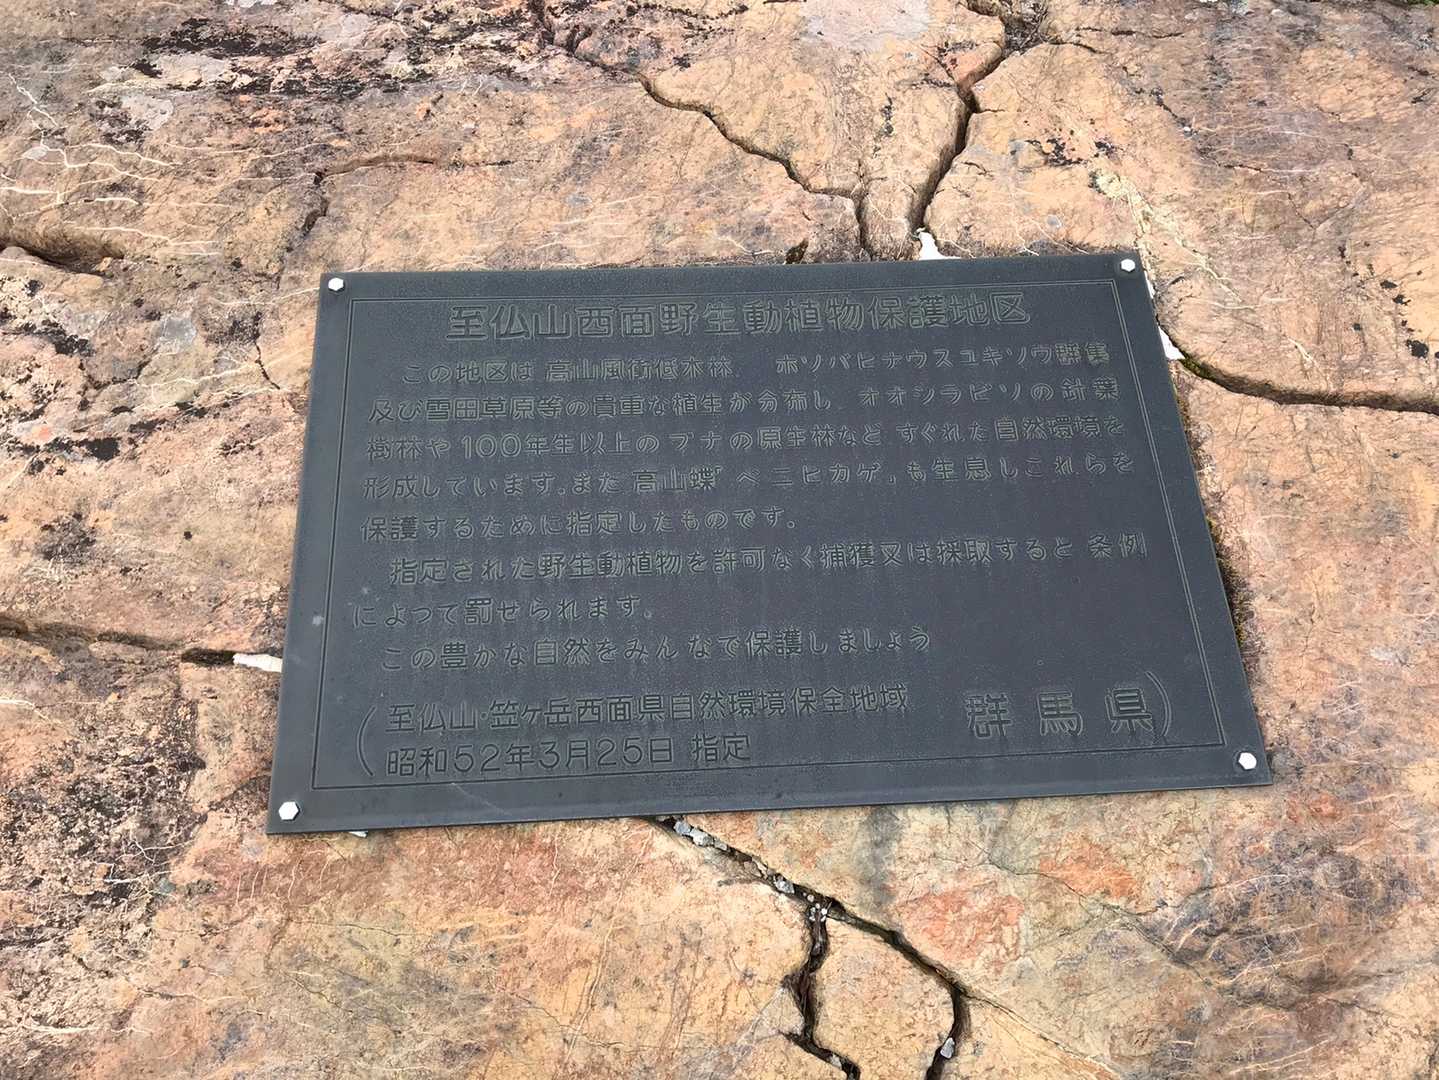 至仏山西面野生動植物保護地区
この地区は 高山風衝低木林、 ホソバヒナウスユキソウ群集
及び雪田草原等の貴重な植生が分布し、オオシラビソの針葉
樹林や100年生以上のブナの原生林など すぐれた自然環境を
形成しています。また高山蝶「ベニヒカゲ」も生息しこれらを
保護するために指定したものです。
指定された野生動植物を許可なく捕獲又は採取すると 条例
によって罰せられます。
この豊かな自然をみんなで保護しましょう
(至仏山・笠ヶ岳西面県自然環境保全地域
昭和52年3月25日 指定
群馬県)